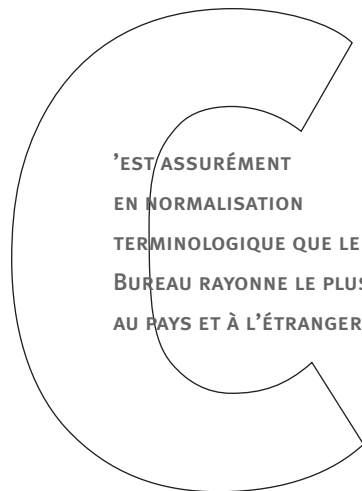 C
’EST ASSURÉMENT
EN NORMALISATION
TERMINOLOGIQUE QUE LE
BUREAU RAYONNE LE PLUS
AU PAYS ET À L’ÉTRANGER